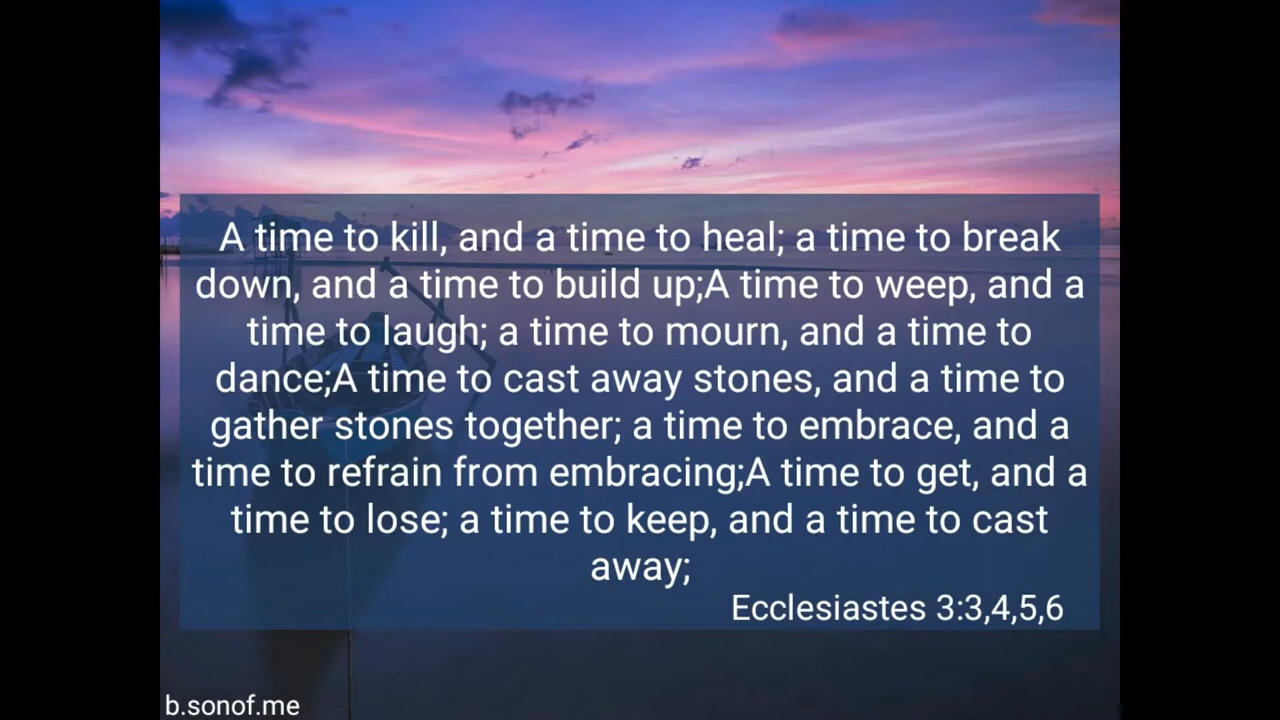 A time to kill, and a time to heal; a time to break
down, and a time to build up;A time to weep, and a
time to laugh; a time to mourn, and a time to
dance;A time to cast away stones, and a time to
gather stones together; a time to embrace, and a
time to refrain from embracing;A time to get, and a
time to lose; a time to keep, and a time to cast
away;
Ecclesiastes 3:3,4,5,6
b.sonof.me